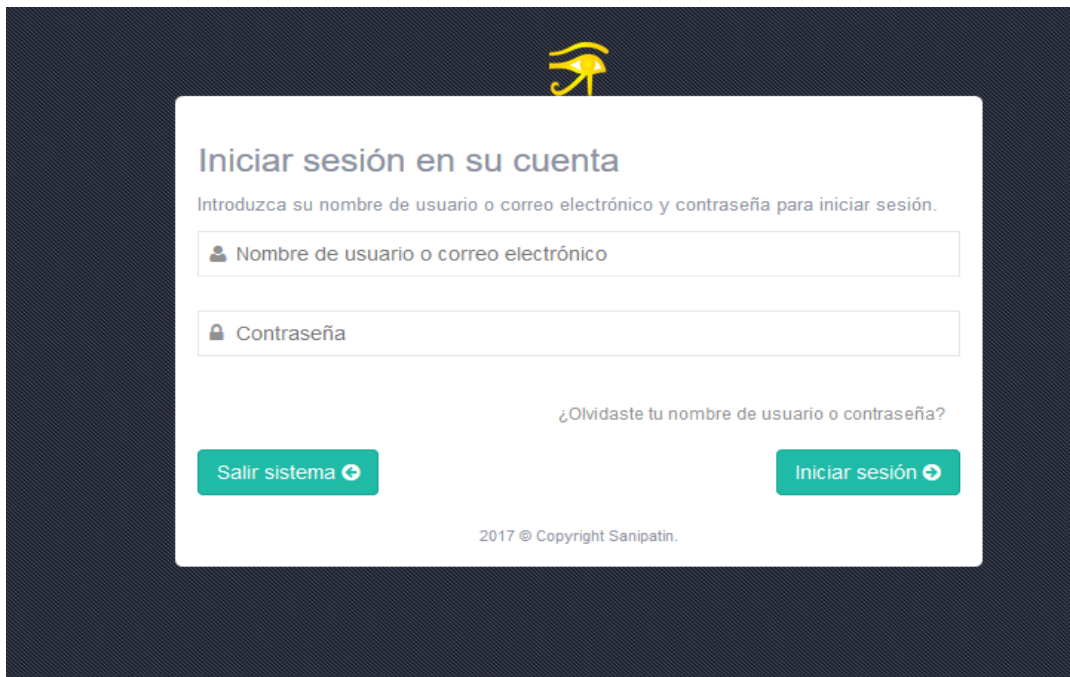 Iniciar sesión en su cuenta
Introduzca su nombre de usuario o correo electrónico y contraseña para iniciar sesión.
Nombre de usuario o correo electrónico
Contraseña
¿Olvidaste tu nombre de usuario o contraseña?
Salir sistema
Iniciar sesión
2017 © Copyright Sanipatin.